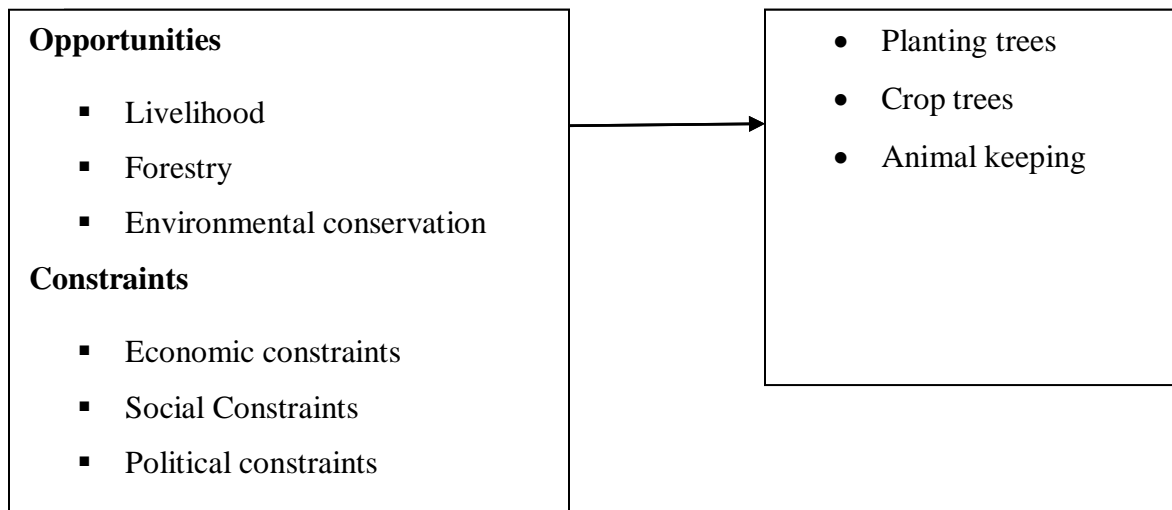 Opportunities
▪ Livelihood
▪ Forestry
▪ Environmental conservation
Constraints
▪ Economic constraints
▪ Social Constraints
▪ Political constraints
• Planting trees
• Crop trees
• Animal keeping